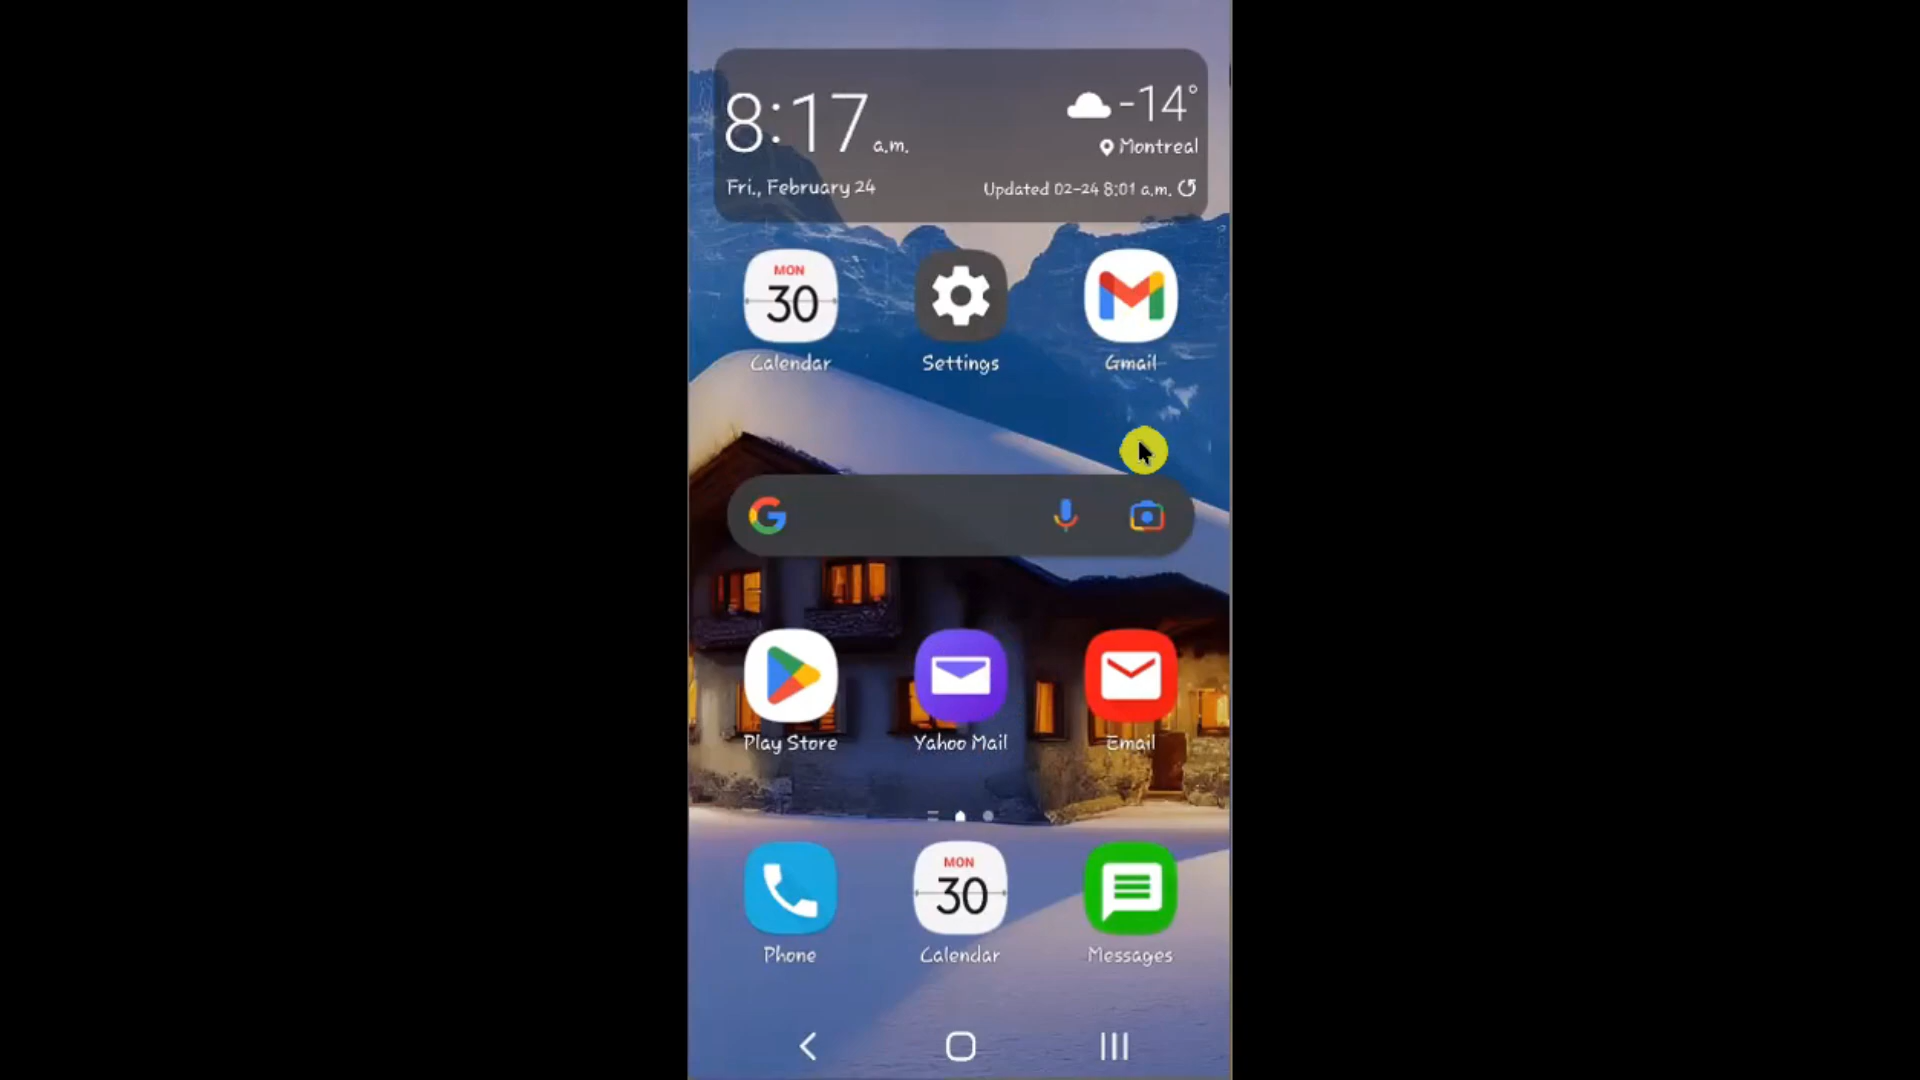 8:17 a.m.
-14°
Montreal
Fri., February 24
Updated 02-24 8:01 a.m.
MON
30
Calendar
Settings
Gmail
Play Store
Yahoo Mail
Email
Phone
MON
30
Calendar
Messages